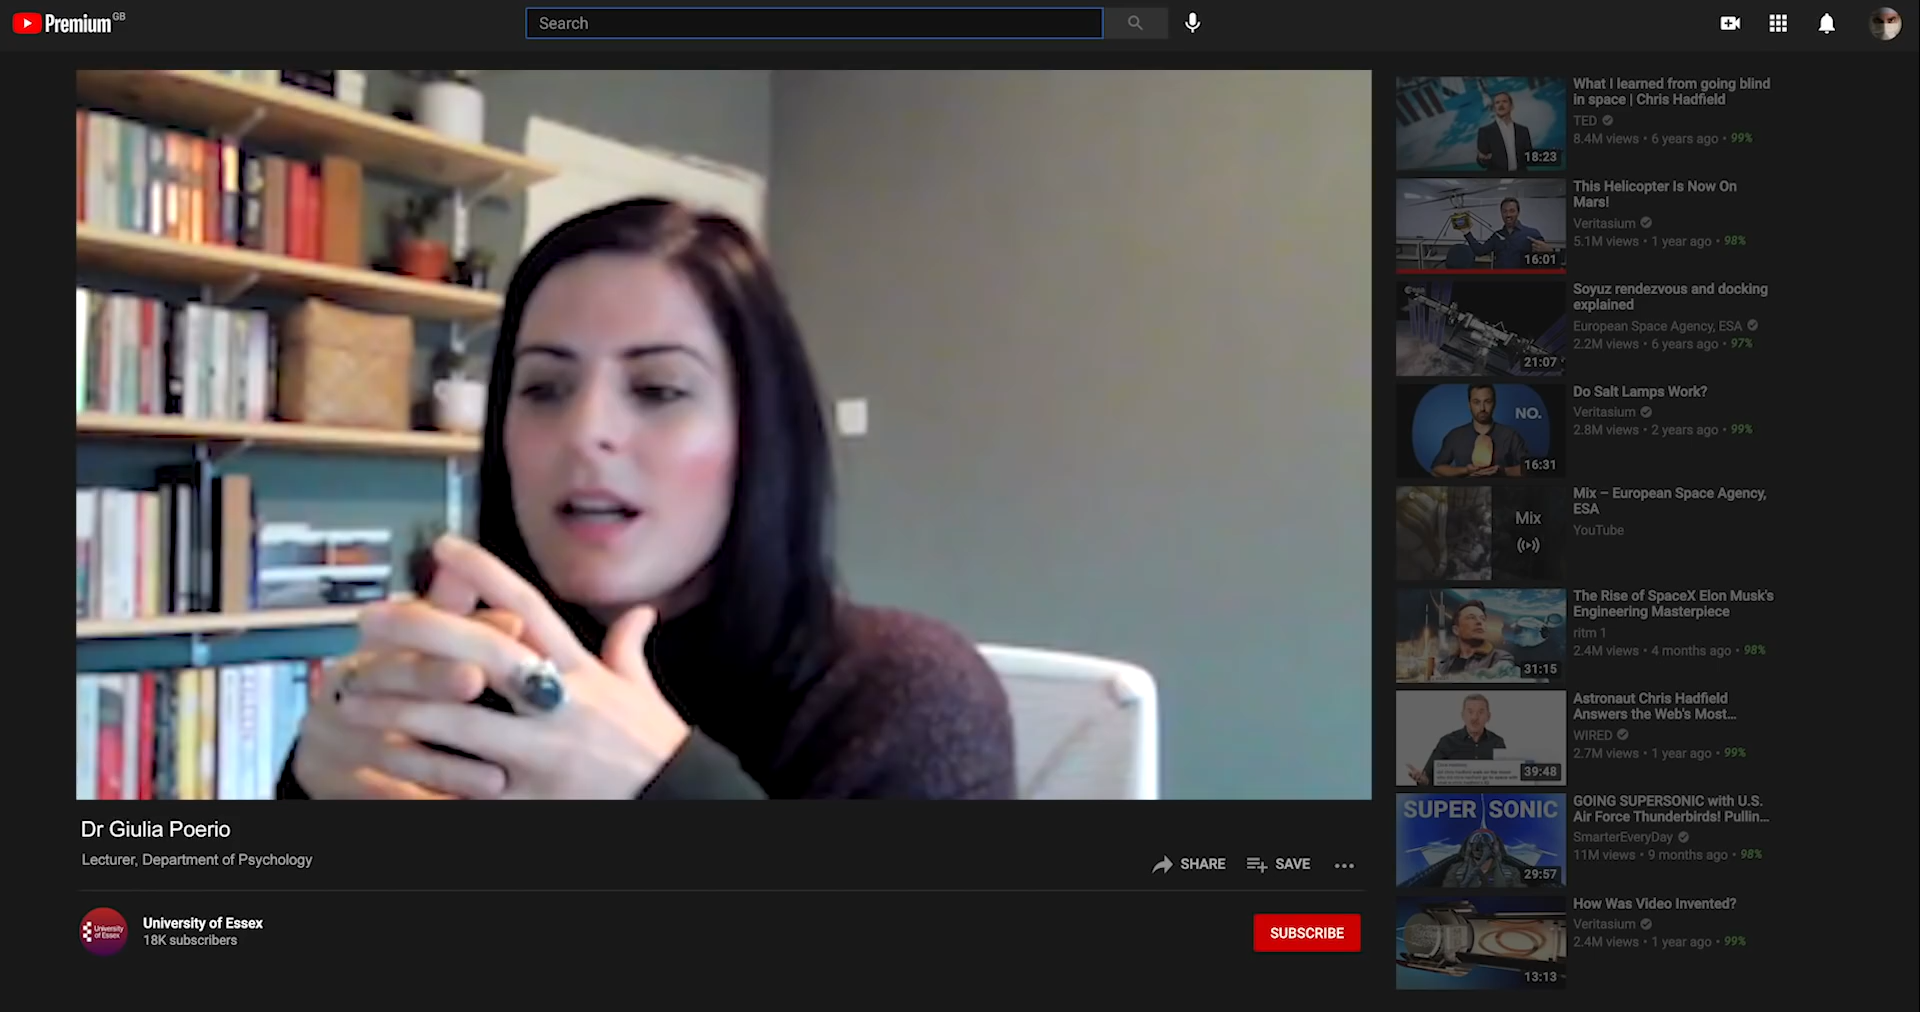 Premium GB
Search
Dr Giulia Poerio
Lecturer, Department of Psychology
SHARE
SAVE
University of Essex
University of Essex
18K subscribers
SUBSCRIBE
What I learned from going blind
in space | Chris Hadfield
TED
8.4M views • 6 years ago • 99%
18:23
This Helicopter Is Now On
Mars!
Veritasium
5.1M views • 1 year ago • 98%
16:01
Soyuz rendezvous and docking
explained
European Space Agency, ESA
2.2M views • 6 years ago • 97%
21:07
Do Salt Lamps Work?
Veritasium
2.8M views • 2 years ago • 99%
NO.
16:31
Mix – European Space Agency,
ESA
YouTube
Mix
The Rise of SpaceX Elon Musk's
Engineering Masterpiece
ritm 1
2.4M views • 4 months ago • 98%
31:15
Astronaut Chris Hadfield
Answers the Web's Most...
WIRED
2.7M views • 1 year ago • 99%
39:48
SUPER SONIC
GOING SUPERSONIC with U.S.
Air Force Thunderbirds! Pullin...
SmarterEveryDay
11M views • 9 months ago • 98%
29:57
How Was Video Invented?
Veritasium
2.4M views • 1 year ago • 99%
13:13